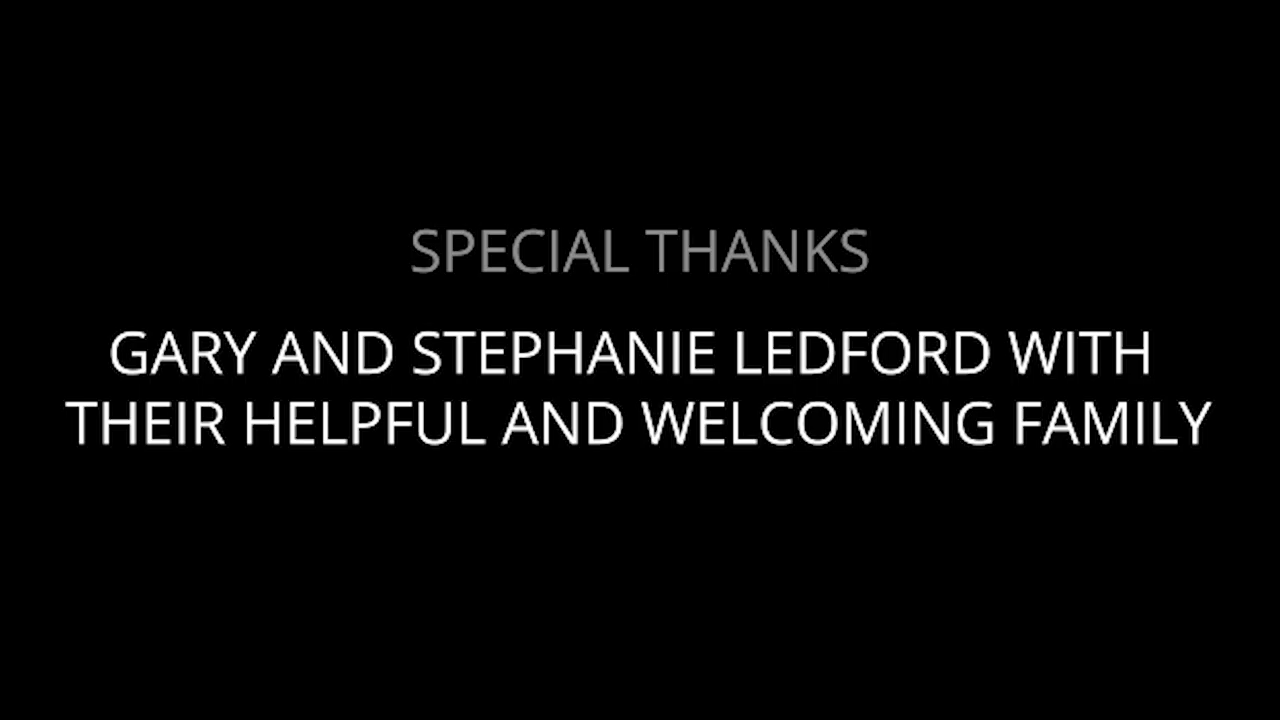 SPECIAL THANKS
GARY AND STEPHANIE LEDFORD WITH
THEIR HELPFUL AND WELCOMING FAMILY